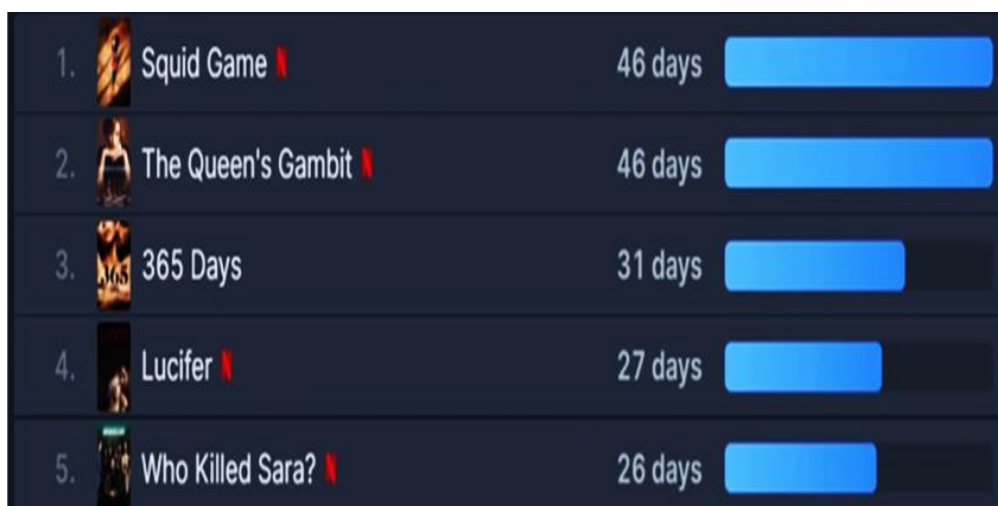 1. Squid Game N 46 days
2. The Queen's Gambit N 46 days
3. 365 365 Days 31 days
4. Lucifer N 27 days
5. Who Killed Sara? N 26 days